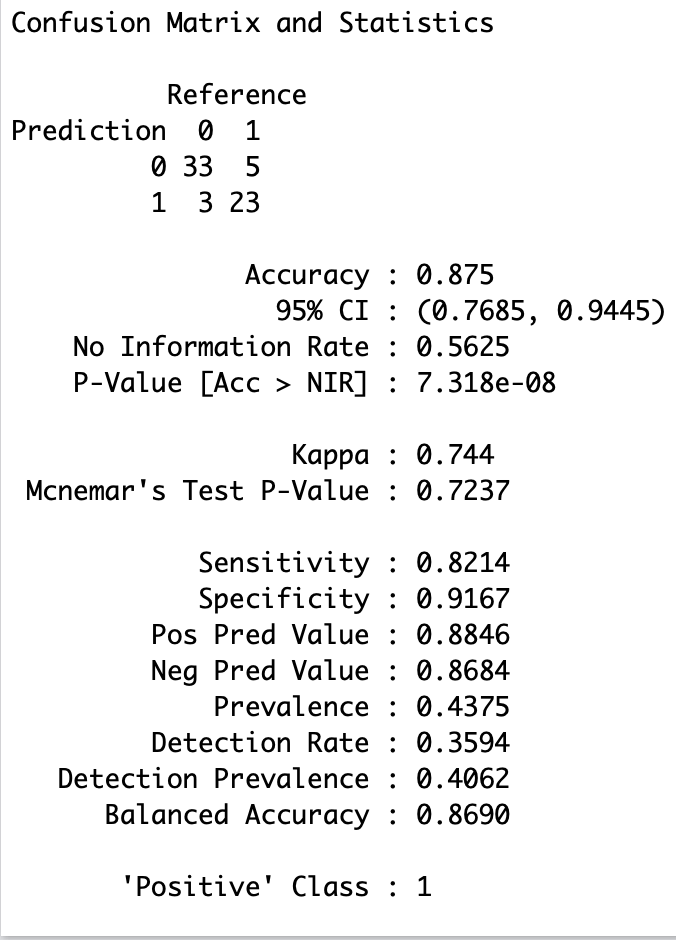 Confusion Matrix and Statistics

          Reference
Prediction  0  1
         0 33  5
         1  3 23

               Accuracy : 0.875
                 95% CI : (0.7685, 0.9445)
    No Information Rate : 0.5625
    P-Value [Acc > NIR] : 7.318e-08

                  Kappa : 0.744
 Mcnemar's Test P-Value : 0.7237

            Sensitivity : 0.8214
            Specificity : 0.9167
         Pos Pred Value : 0.8846
         Neg Pred Value : 0.8684
             Prevalence : 0.4375
         Detection Rate : 0.3594
   Detection Prevalence : 0.4062
      Balanced Accuracy : 0.8690

       'Positive' Class : 1